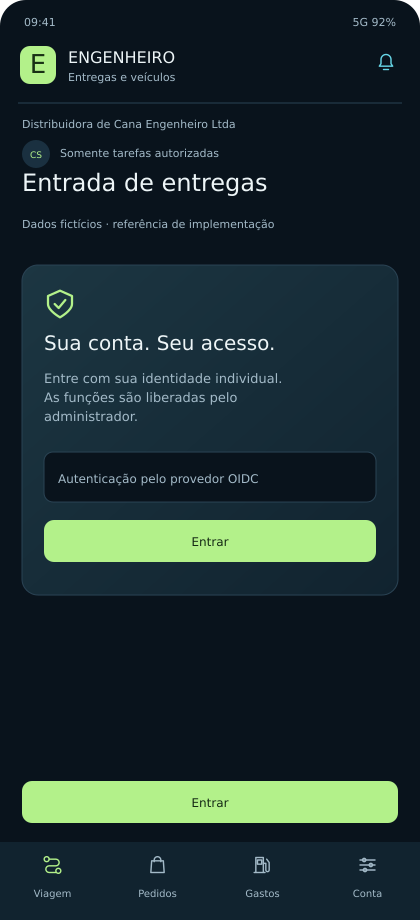 09:41
5G 92%
E
ENGENHEIRO
Entregas e veículos
Distribuidora de Cana Engenheiro Ltda
CS
Somente tarefas autorizadas
Entrada de entregas
Dados fictícios · referência de implementação
Sua conta. Seu acesso.
Entre com sua identidade individual.
As funções são liberadas pelo
administrador.
Autenticação pelo provedor OIDC
Entrar
Entrar
Viagem
Pedidos
Gastos
Conta